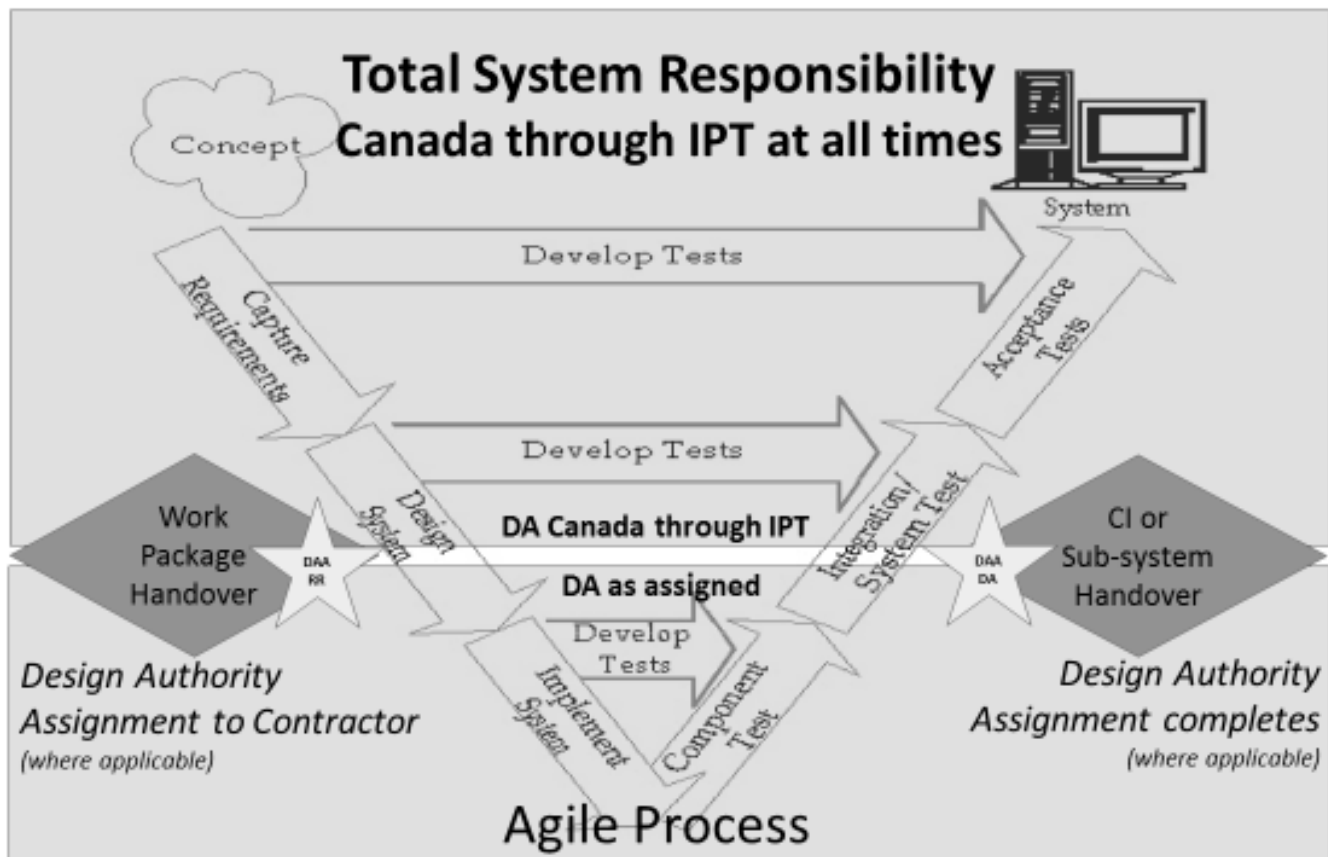 Total System Responsibility
Canada through IPT at all times
Concept
System
Develop Tests
Capture
Requirements
Acceptance
Tests
Develop Tests
Design
System
Integration/
System Test
DA Canada through IPT
Work
Package
Handover
DAA
RR
DAA
DA
CI or
Sub-system
Handover
DA as assigned
Develop
Tests
Implement
System
Component
Test
Design Authority
Assignment to Contractor
(where applicable)
Design Authority
Assignment completes
(where applicable)
Agile Process